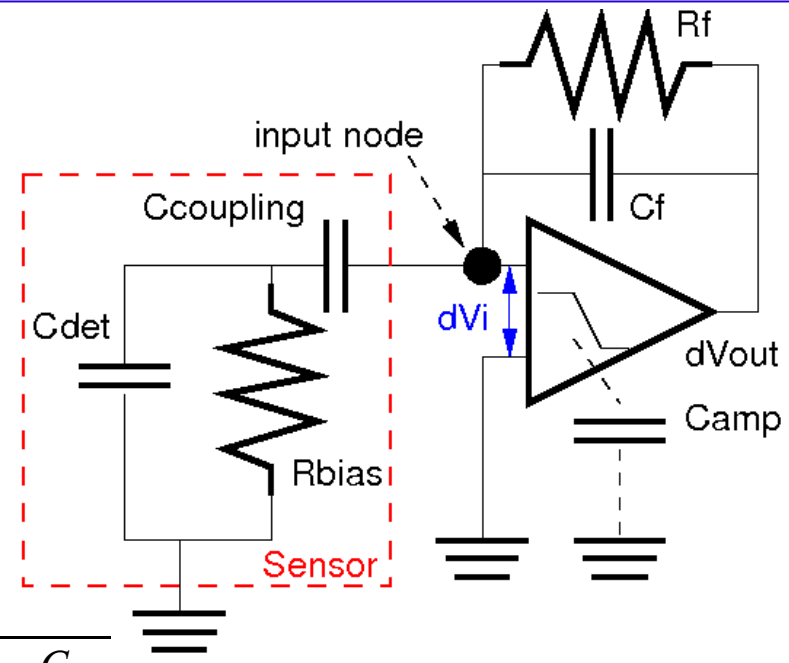 Rf
input node
Ccoupling
Cf
Cdet
dVi
dVout
Camp
Rbias
Sensor